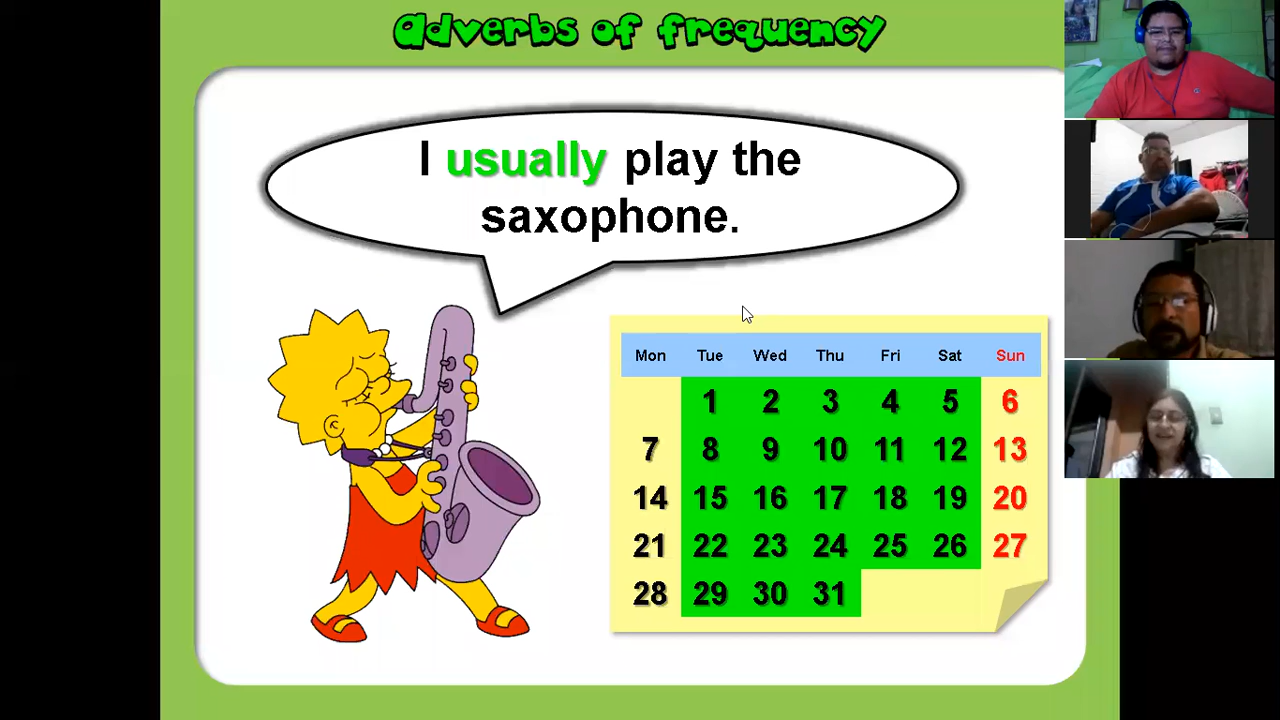 Adverbs of frequency
I usually play the
saxophone.
Mon Tue Wed Thu Fri Sat Sun
1 2 3 4 5 6
7 8 9 10 11 12 13
14 15 16 17 18 19 20
21 22 23 24 25 26 27
28 29 30 31